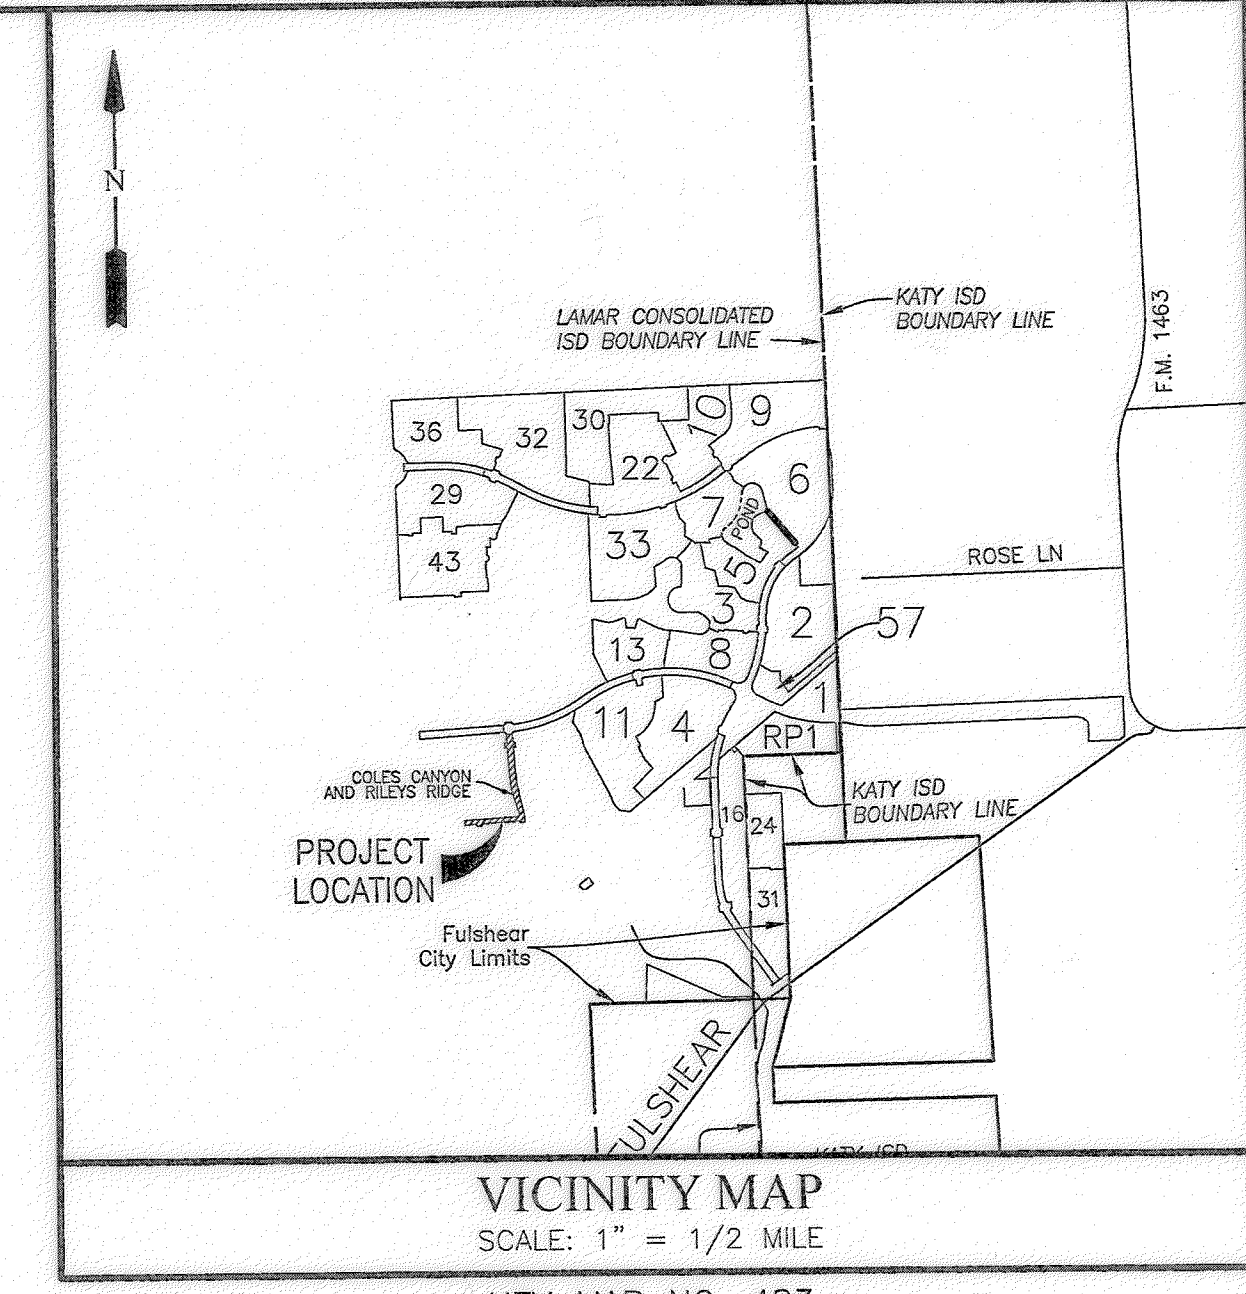 N
LAMAR CONSOLIDATED
ISD BOUNDARY LINE
KATY ISD
BOUNDARY LINE
F.M. 1463
36
32
30
10
9
22
6
29
7
POND
33
43
5
ROSE LN
3
2
57
13
8
1
11
4
RP1
COLES CANYON
AND RILEYS RIDGE
KATY ISD
BOUNDARY LINE
16
24
PROJECT
LOCATION
31
Fulshear
City Limits
FULSHEAR
KATY ISD
VICINITY MAP
SCALE: 1" = 1/2 MILE